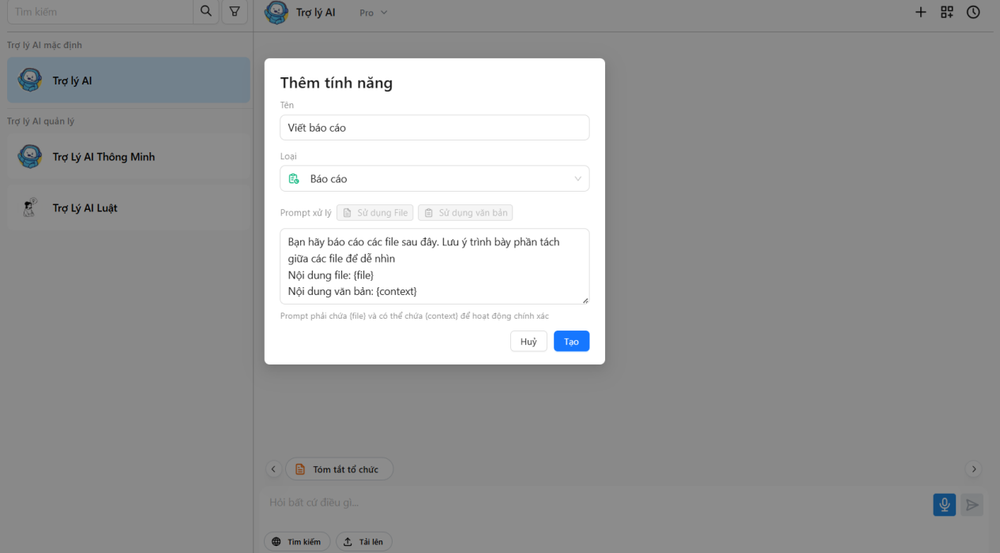 Tìm kiếm
Trợ lý AI
Pro
Trợ lý AI mặc định
Trợ lý AI
Trợ lý AI quản lý
Trợ Lý AI Thông Minh
Trợ Lý AI Luật
Thêm tính năng
Tên
Viết báo cáo
Loại
Báo cáo
Prompt xử lý Sử dụng File Sử dụng văn bản
Bạn hãy báo cáo các file sau đây. Lưu ý trình bày phần tách
giữa các file để dễ nhìn
Nội dung file: {file}
Nội dung văn bản: {context}
Prompt phải chứa {file} và có thể chứa {context} để hoạt động chính xác
Huỷ Tạo
Tóm tắt tổ chức
Hỏi bất cứ điều gì...
Tìm kiếm Tải lên